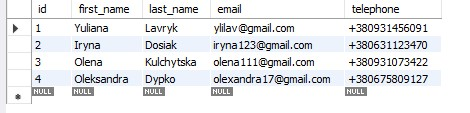 id first_name last_name email telephone
1 Yuliana Lavryk ylilav@gmail.com +380931456091
2 Iryna Dosiak iryna123@gmail.com +380631123470
3 Olena Kulchytska olena111@gmail.com +380931073422
4 Oleksandra Dypko olexandra17@gmail.com +380675809127
NULL NULL NULL NULL NULL